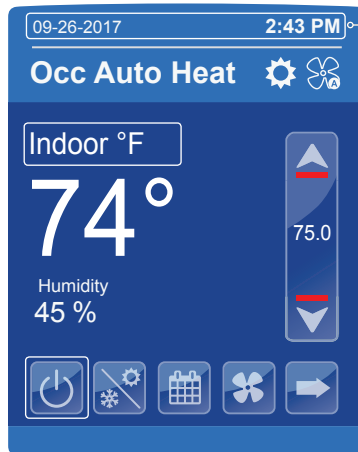 09-26-2017 2:43 PM
Occ Auto Heat
A
Indoor °F
74°
75.0
Humidity
45 %